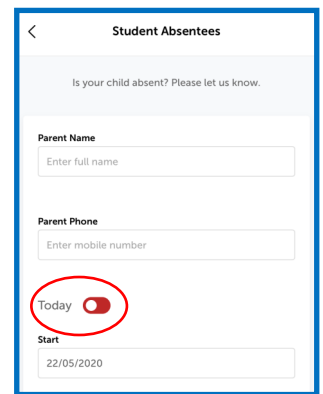 Student Absentees
Is your child absent? Please let us know.
Parent Name
Enter full name
Parent Phone
Enter mobile number
Today
Start
22/05/2020